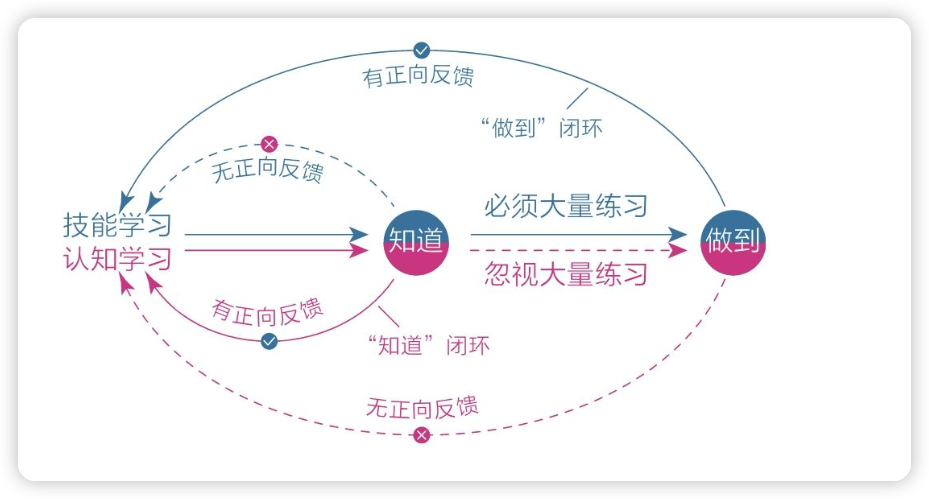 有正向反馈
“做到”闭环
无正向反馈
必须大量练习
技能学习
知道
做到
认知学习
忽视大量练习
有正向反馈
“知道”闭环
无正向反馈